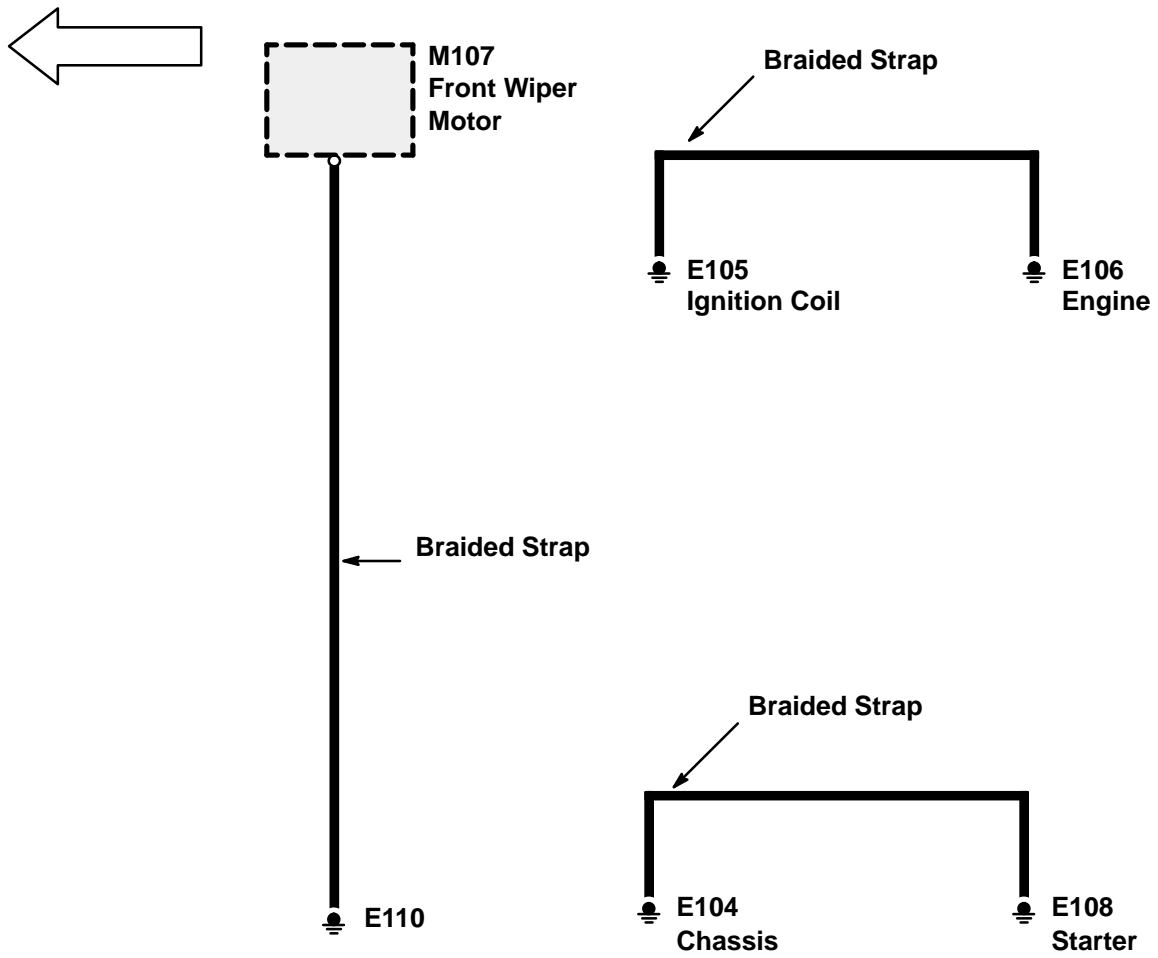 M107
Front Wiper
Motor
Braided Strap
E105
Ignition Coil
E106
Engine
Braided Strap
Braided Strap
E110
E104
Chassis
E108
Starter